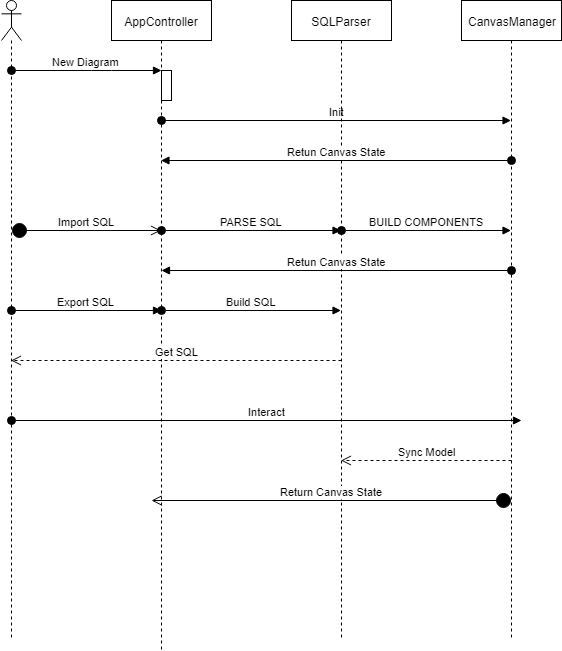 AppController
SQLParser
CanvasManager
New Diagram
Init
Retun Canvas State
Import SQL
PARSE SQL
BUILD COMPONENTS
Retun Canvas State
Export SQL
Build SQL
Get SQL
Interact
Sync Model
Return Canvas State